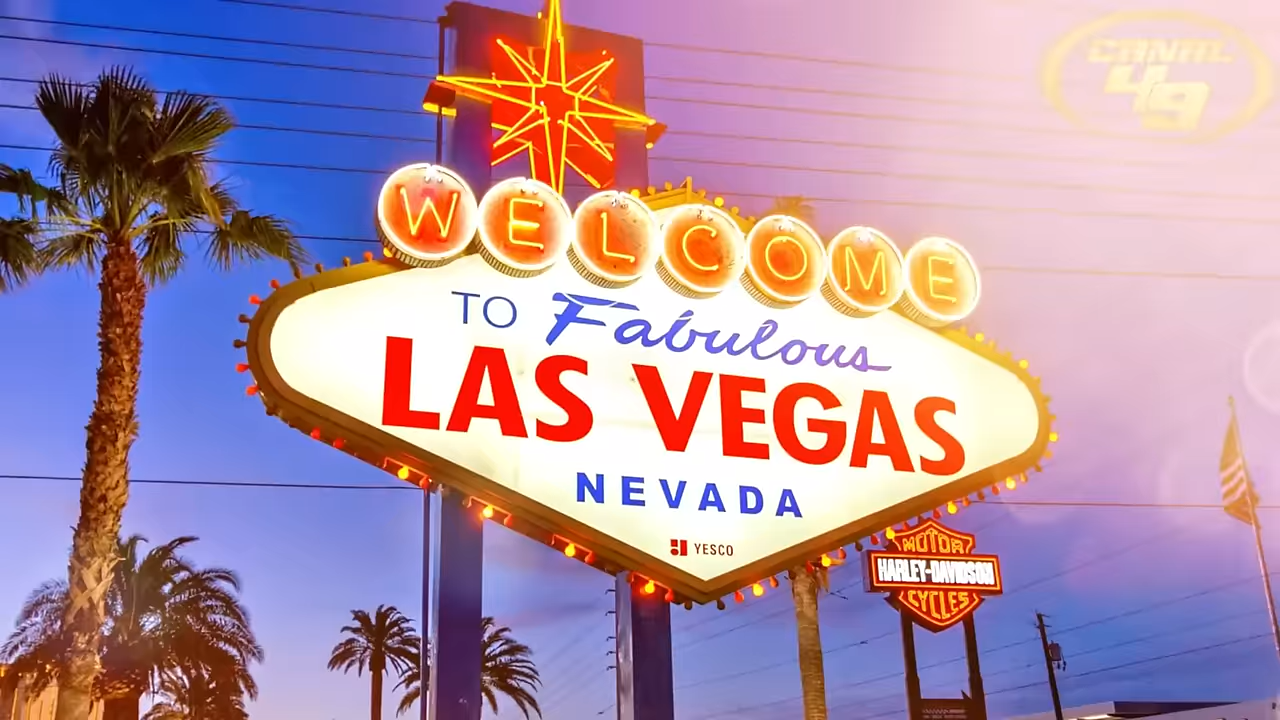 CANAL
49
WELCOME
TO Fabulous
LAS VEGAS
NEVADA
YESCO
MOTOR
HARLEY-DAVIDSON
CYCLES